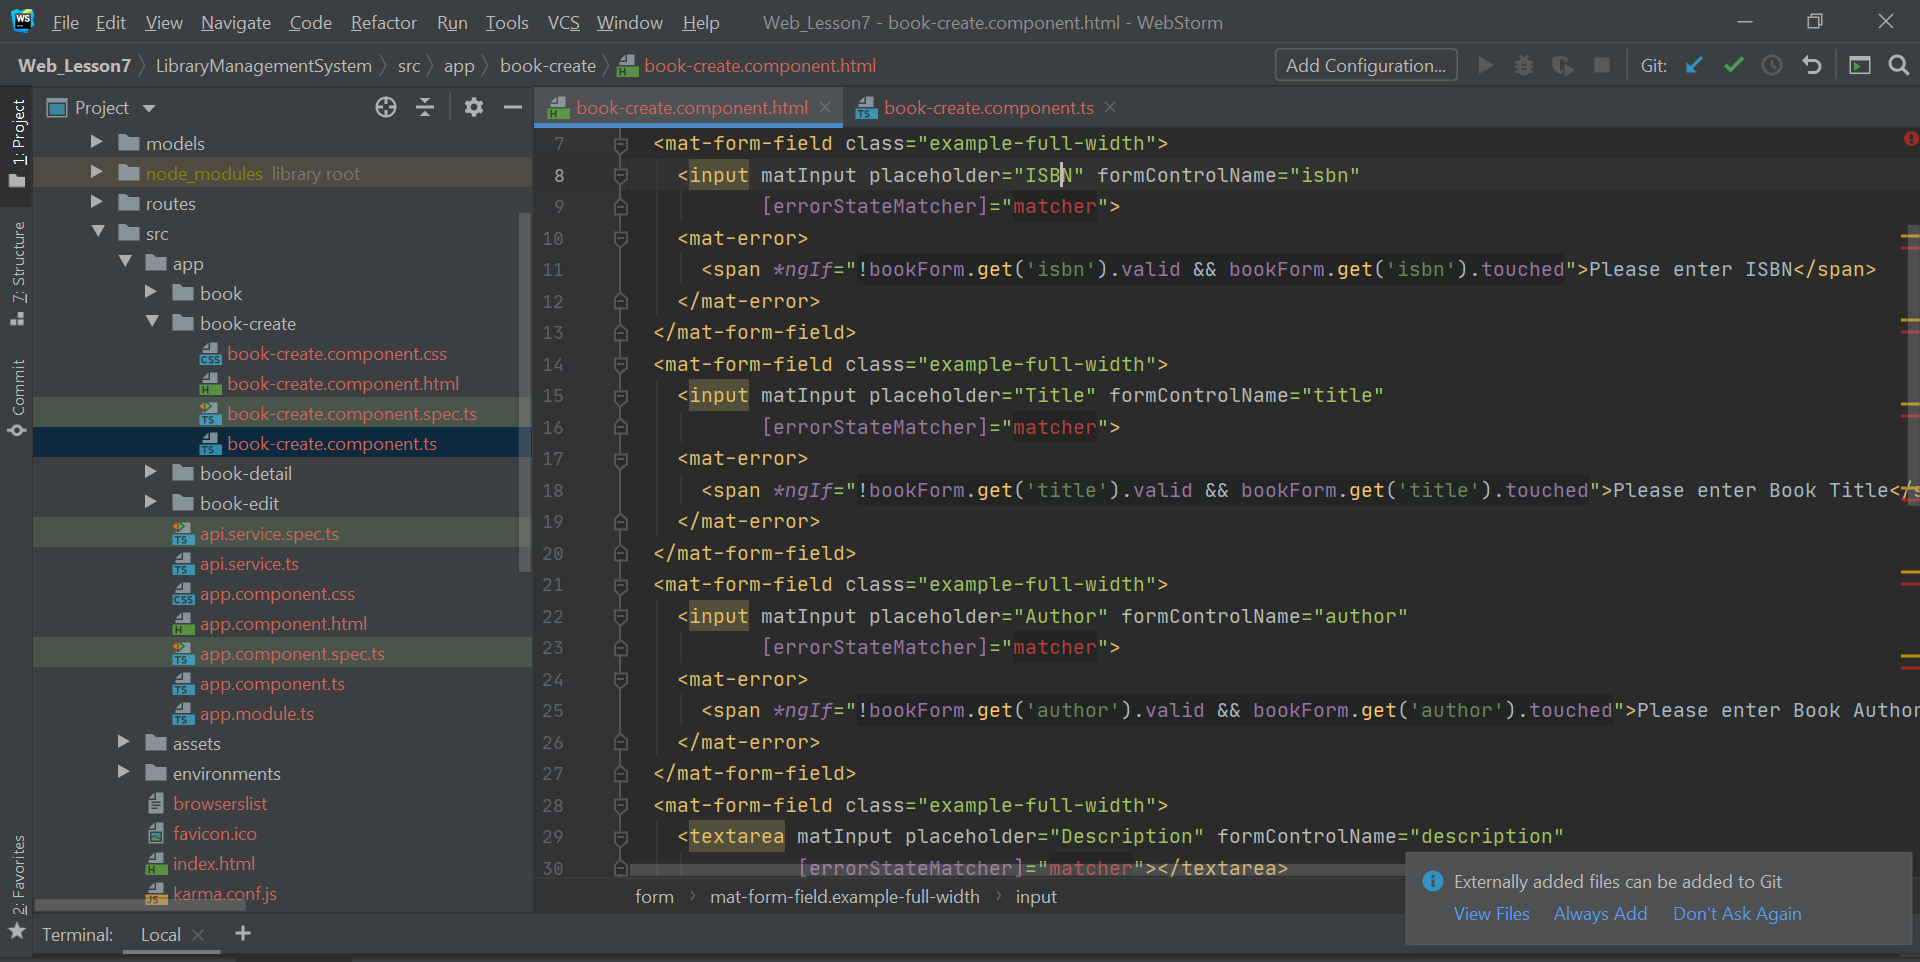 WS File Edit View Navigate Code Refactor Run Tools VCS Window Help Web_Lesson7 - book-create.component.html - WebStorm
Web_Lesson7 LibraryManagementSystem src app book-create book-create.component.html Add Configuration... Git:
1: Project
7: Structure
Commit
2: Favorites
Project
models
node_modules library root
routes
src
app
book
book-create
book-create.component.css
book-create.component.html
book-create.component.spec.ts
book-create.component.ts
book-detail
book-edit
api.service.spec.ts
api.service.ts
app.component.css
app.component.html
app.component.spec.ts
app.component.ts
app.module.ts
assets
environments
browserslist
favicon.ico
index.html
karma.conf.js
book-create.component.html book-create.component.ts
7 <mat-form-field class="example-full-width">
8 <input matInput placeholder="ISBN" formControlName="isbn"
9 [errorStateMatcher]="matcher">
10 <mat-error>
11 <span *ngIf="!bookForm.get('isbn').valid && bookForm.get('isbn').touched">Please enter ISBN</span>
12 </mat-error>
13 </mat-form-field>
14 <mat-form-field class="example-full-width">
15 <input matInput placeholder="Title" formControlName="title"
16 [errorStateMatcher]="matcher">
17 <mat-error>
18 <span *ngIf="!bookForm.get('title').valid && bookForm.get('title').touched">Please enter Book Title</s
19 </mat-error>
20 </mat-form-field>
21 <mat-form-field class="example-full-width">
22 <input matInput placeholder="Author" formControlName="author"
23 [errorStateMatcher]="matcher">
24 <mat-error>
25 <span *ngIf="!bookForm.get('author').valid && bookForm.get('author').touched">Please enter Book Author
26 </mat-error>
27 </mat-form-field>
28 <mat-form-field class="example-full-width">
29 <textarea matInput placeholder="Description" formControlName="description"
30 [errorStateMatcher]="matcher"></textarea>
form mat-form-field.example-full-width input
Externally added files can be added to Git
View Files Always Add Don't Ask Again
Terminal: Local